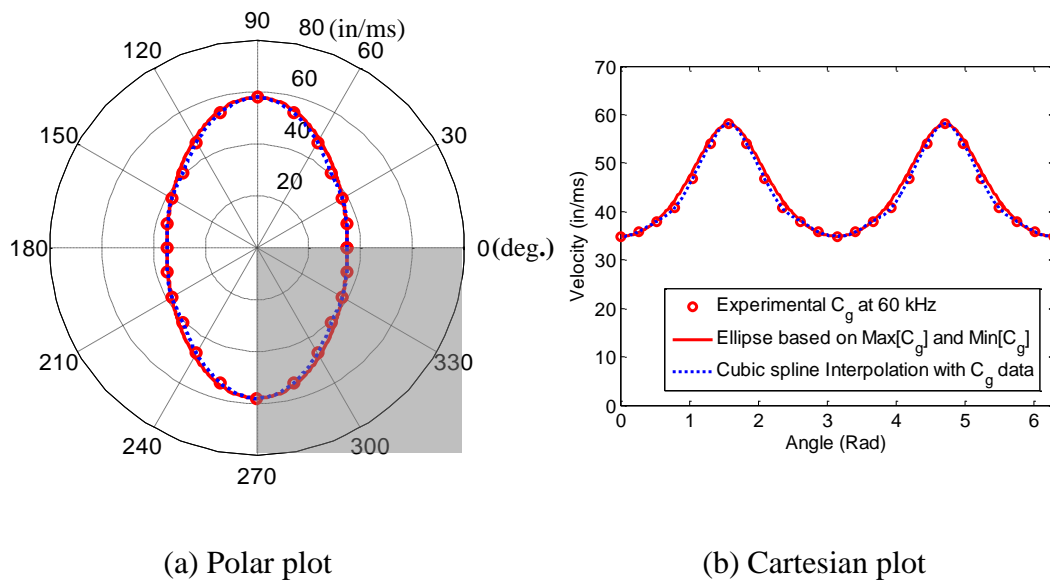 90
80 (in/ms)
120
60
60
40
150
30
20
180
0(deg.)
210
330
240
300
270
(a) Polar plot
70
60
50
40
30
20
10
0
Velocity (in/ms)
0 1 2 3 4 5 6
Angle (Rad)
Experimental C_g at 60 kHz
Ellipse based on Max[C_g] and Min[C_g]
Cubic spline Interpolation with C_g data
(b) Cartesian plot